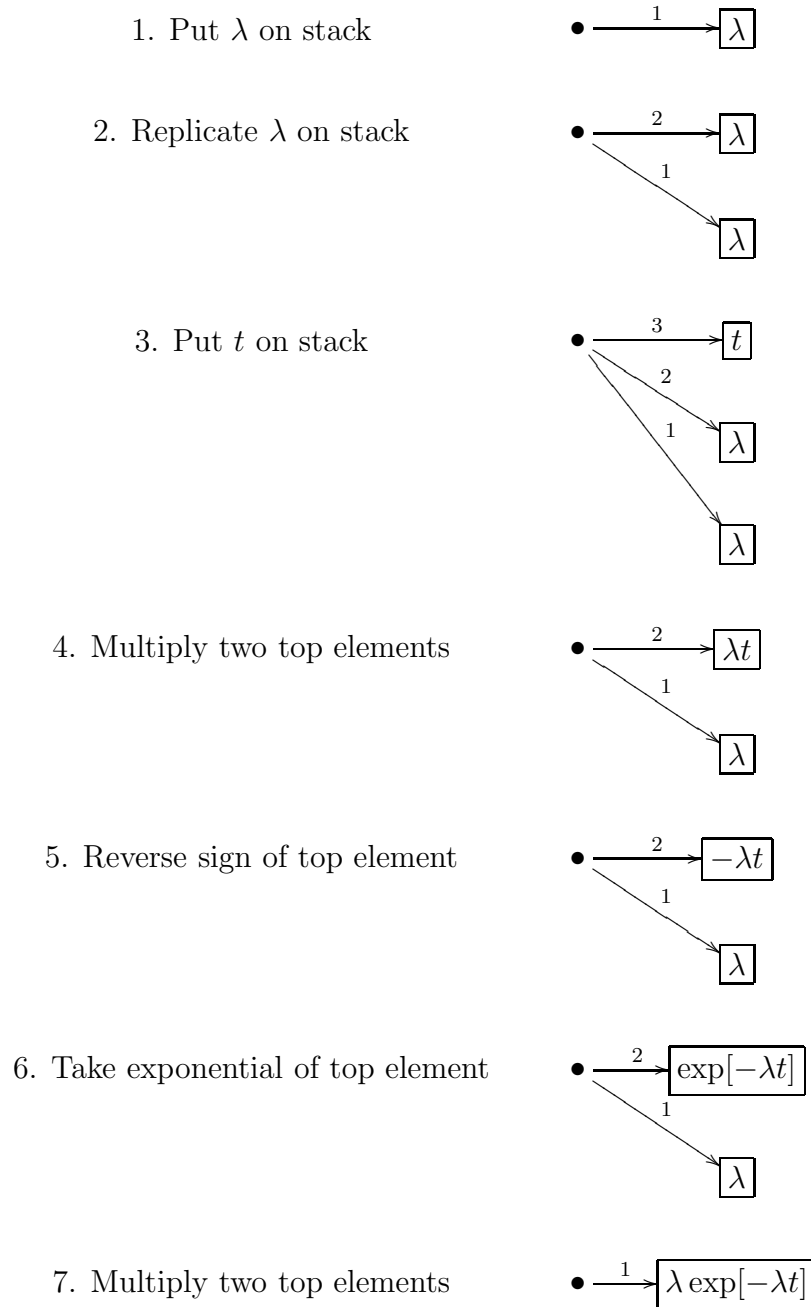 1. Put λ on stack • 1 λ
2. Replicate λ on stack • 2 λ
1
λ
3. Put t on stack • 3 t
2
λ
1
λ
4. Multiply two top elements • 2 λt
1
λ
5. Reverse sign of top element • 2 −λt
1
λ
6. Take exponential of top element • 2 exp[−λt]
1
λ
7. Multiply two top elements • 1 λ exp[−λt]